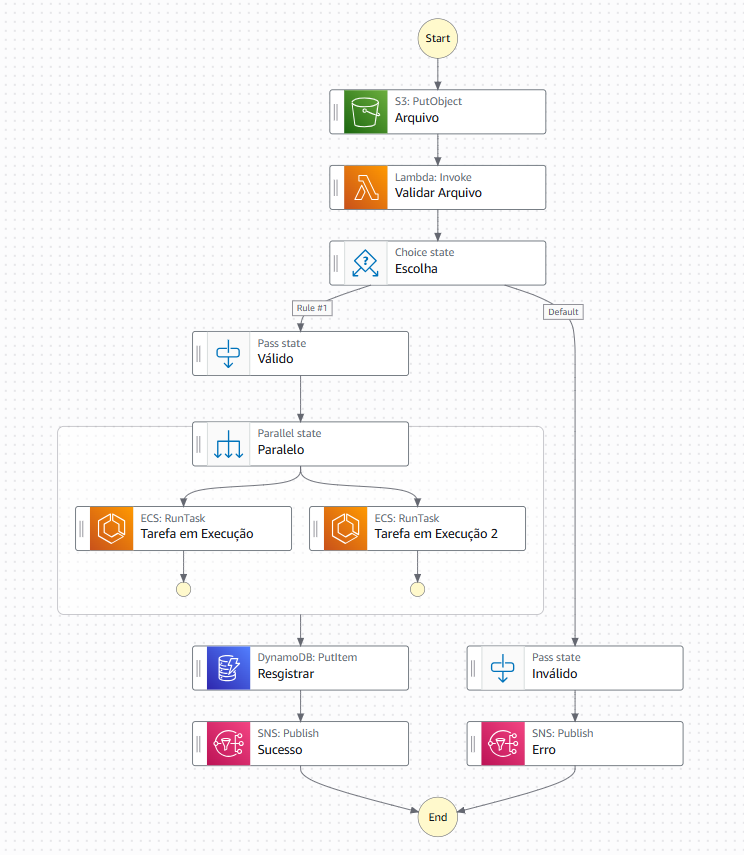 Start
S3: PutObject
Arquivo
Lambda: Invoke
Validar Arquivo
Choice state
Escolha
Rule #1
Default
Pass state
Válido
Parallel state
Paralelo
ECS: RunTask
Tarefa em Execução
ECS: RunTask
Tarefa em Execução 2
DynamoDB: PutItem
Resgistrar
Pass state
Inválido
SNS: Publish
Sucesso
SNS: Publish
Erro
End